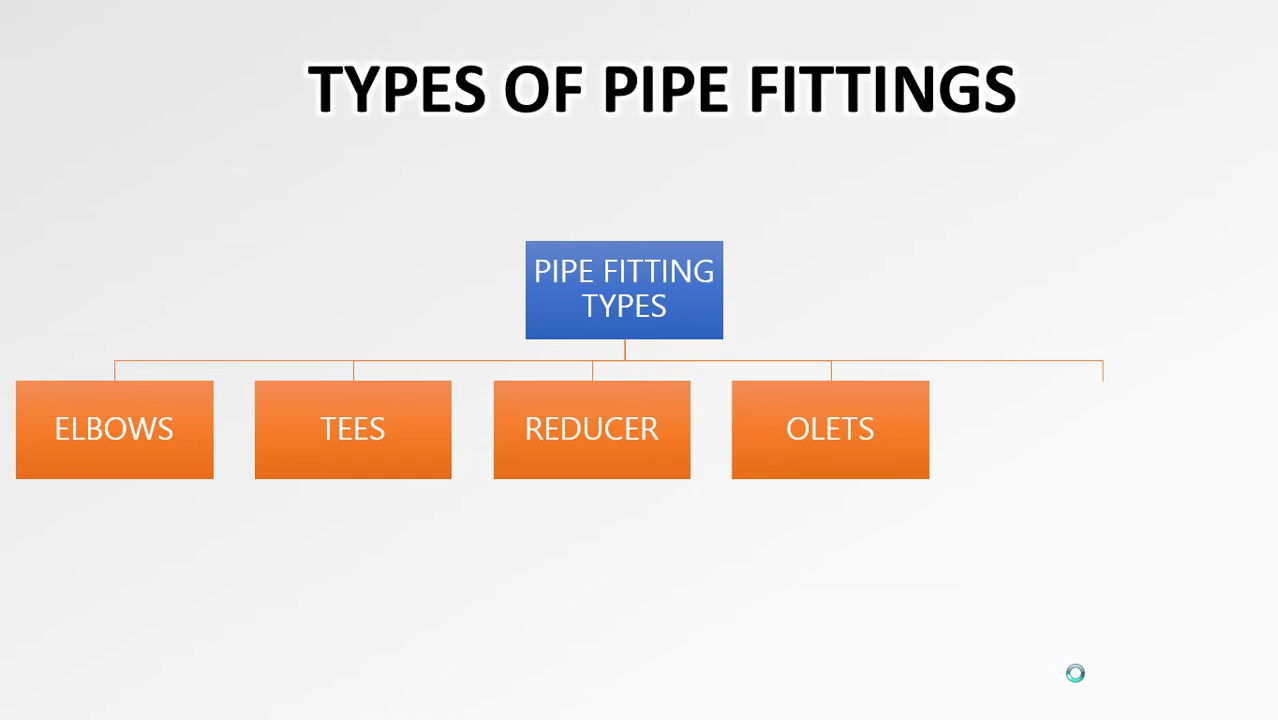 TYPES OF PIPE FITTINGS
PIPE FITTING
TYPES
ELBOWS
TEES
REDUCER
OLETS